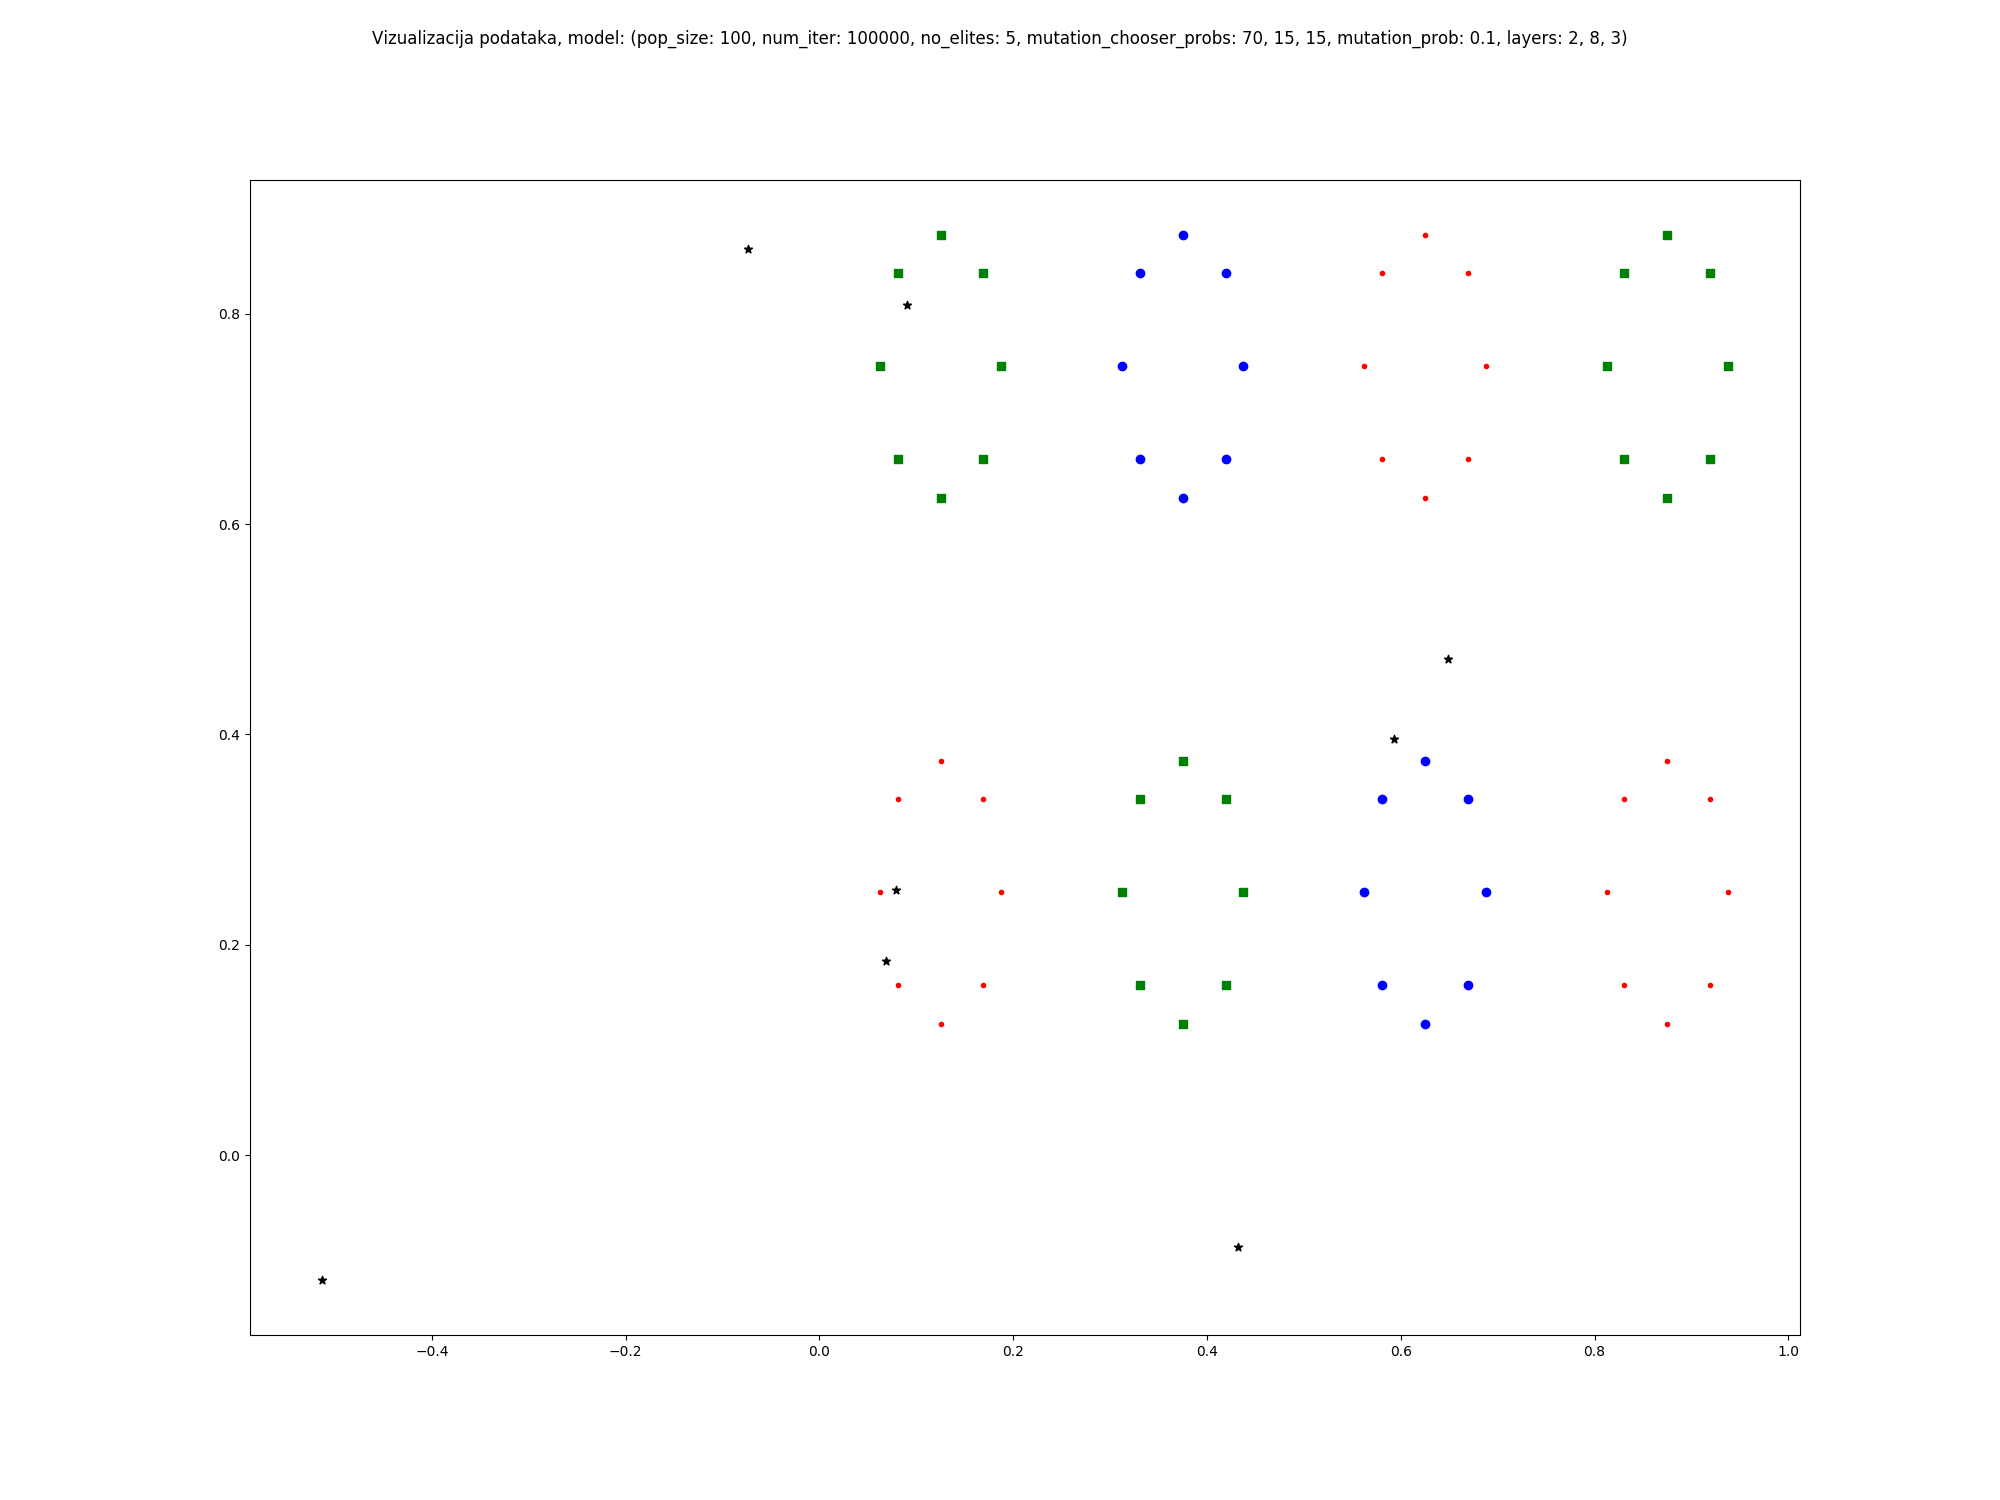 Vizualizacija podataka, model: (pop_size: 100, num_iter: 100000, no_elites: 5, mutation_chooser_probs: 70, 15, 15, mutation_prob: 0.1, layers: 2, 8, 3)
0.8
0.6
0.4
0.2
0.0
−0.4 −0.2 0.0 0.2 0.4 0.6 0.8 1.0